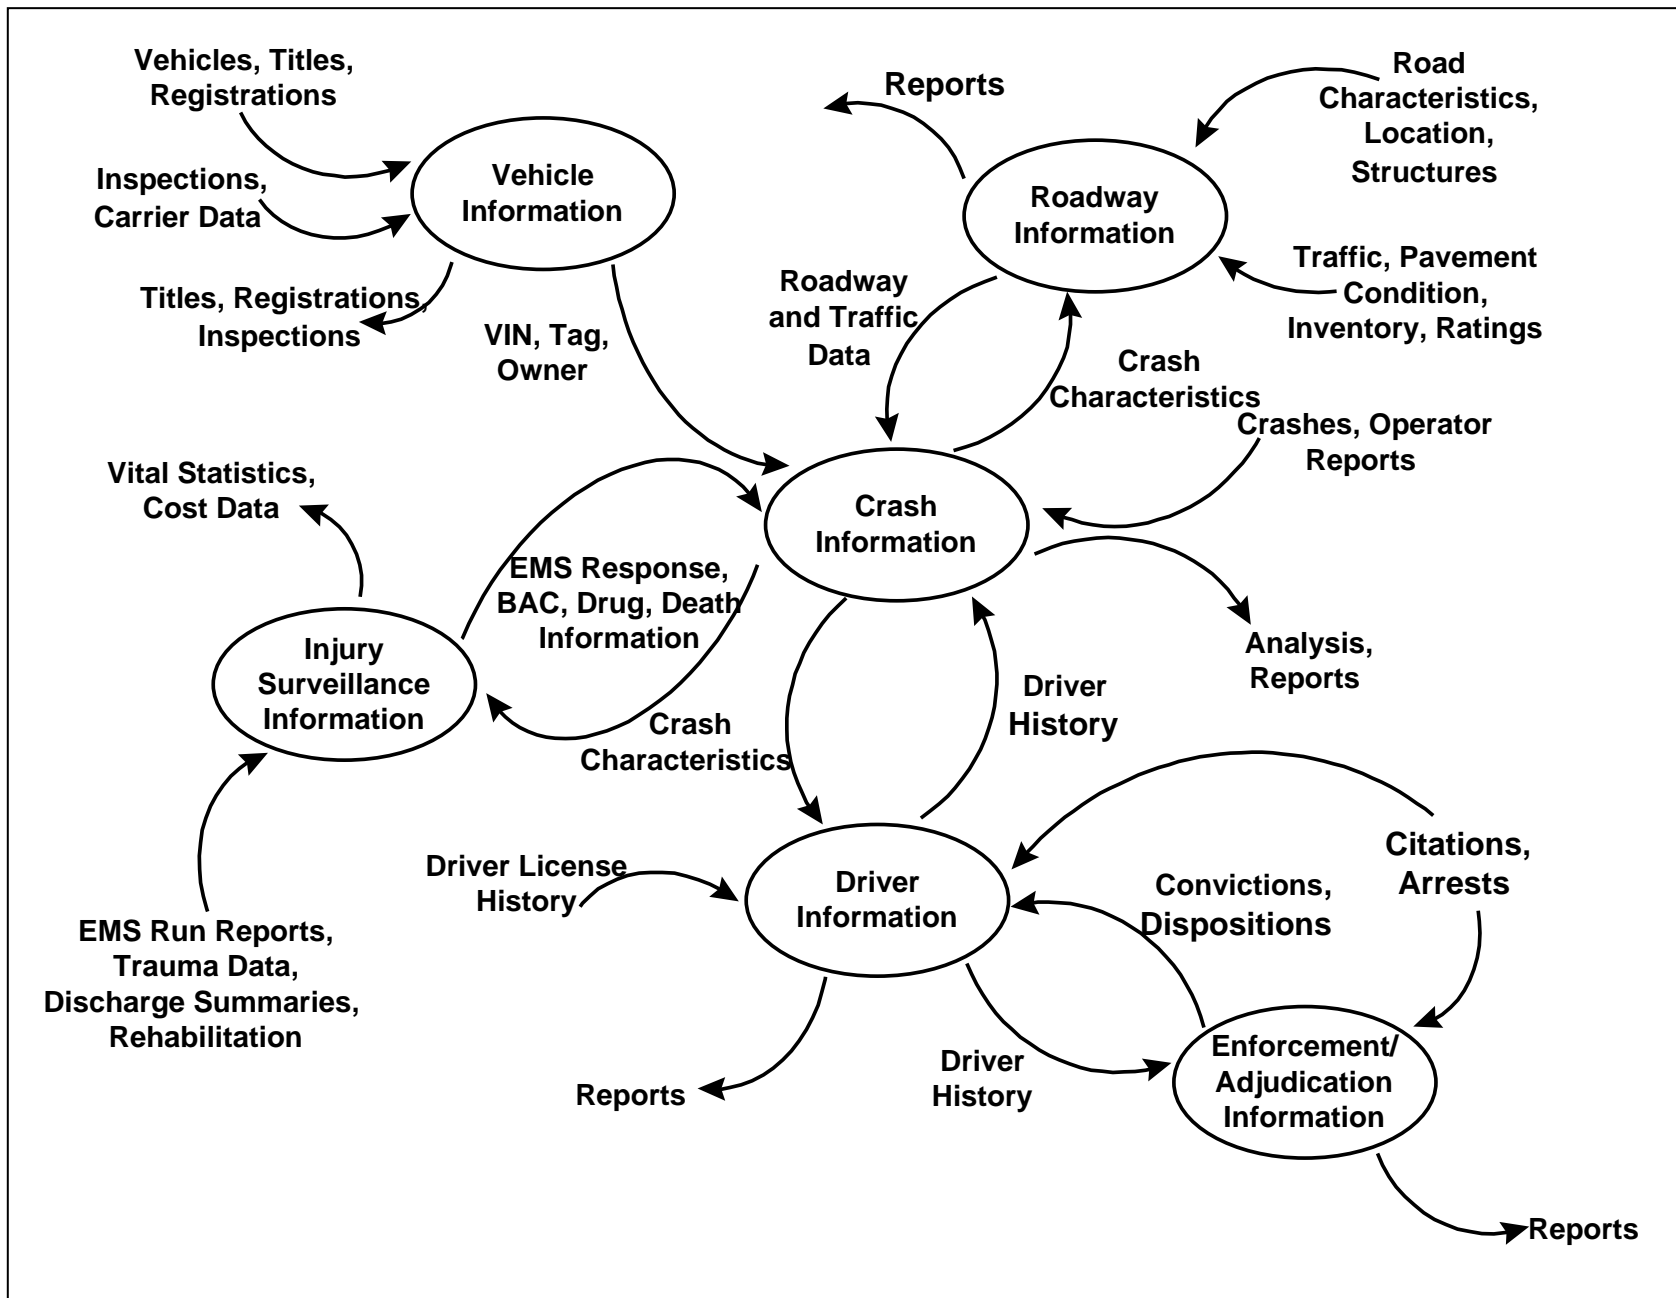 Vehicles, Titles,
Registrations
Reports
Road
Characteristics,
Location,
Structures
Inspections,
Carrier Data
Vehicle
Information
Roadway
Information
Titles, Registrations,
Inspections
VIN, Tag,
Owner
Roadway
and Traffic
Data
Traffic, Pavement
Condition,
Inventory, Ratings
Crash
Characteristics
Crashes, Operator
Reports
Vital Statistics,
Cost Data
Crash
Information
EMS Response,
BAC, Drug, Death
Information
Injury
Surveillance
Information
Analysis,
Reports
Driver
History
Crash
Characteristics
Driver License
History
Driver
Information
Convictions,
Dispositions
Citations,
Arrests
EMS Run Reports,
Trauma Data,
Discharge Summaries,
Rehabilitation
Reports
Driver
History
Enforcement/
Adjudication
Information
Reports